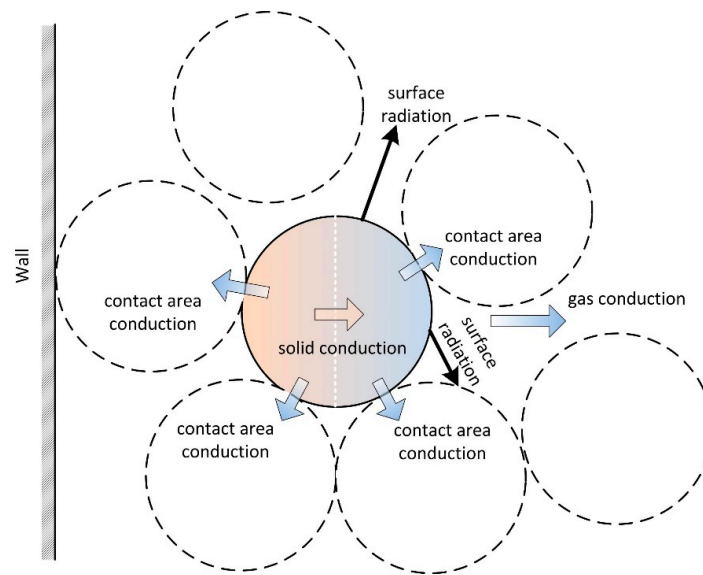 surface
radiation
contact area
conduction
Wall
contact area
conduction
gas conduction
solid conduction
surface
radiation
contact area
conduction
contact area
conduction